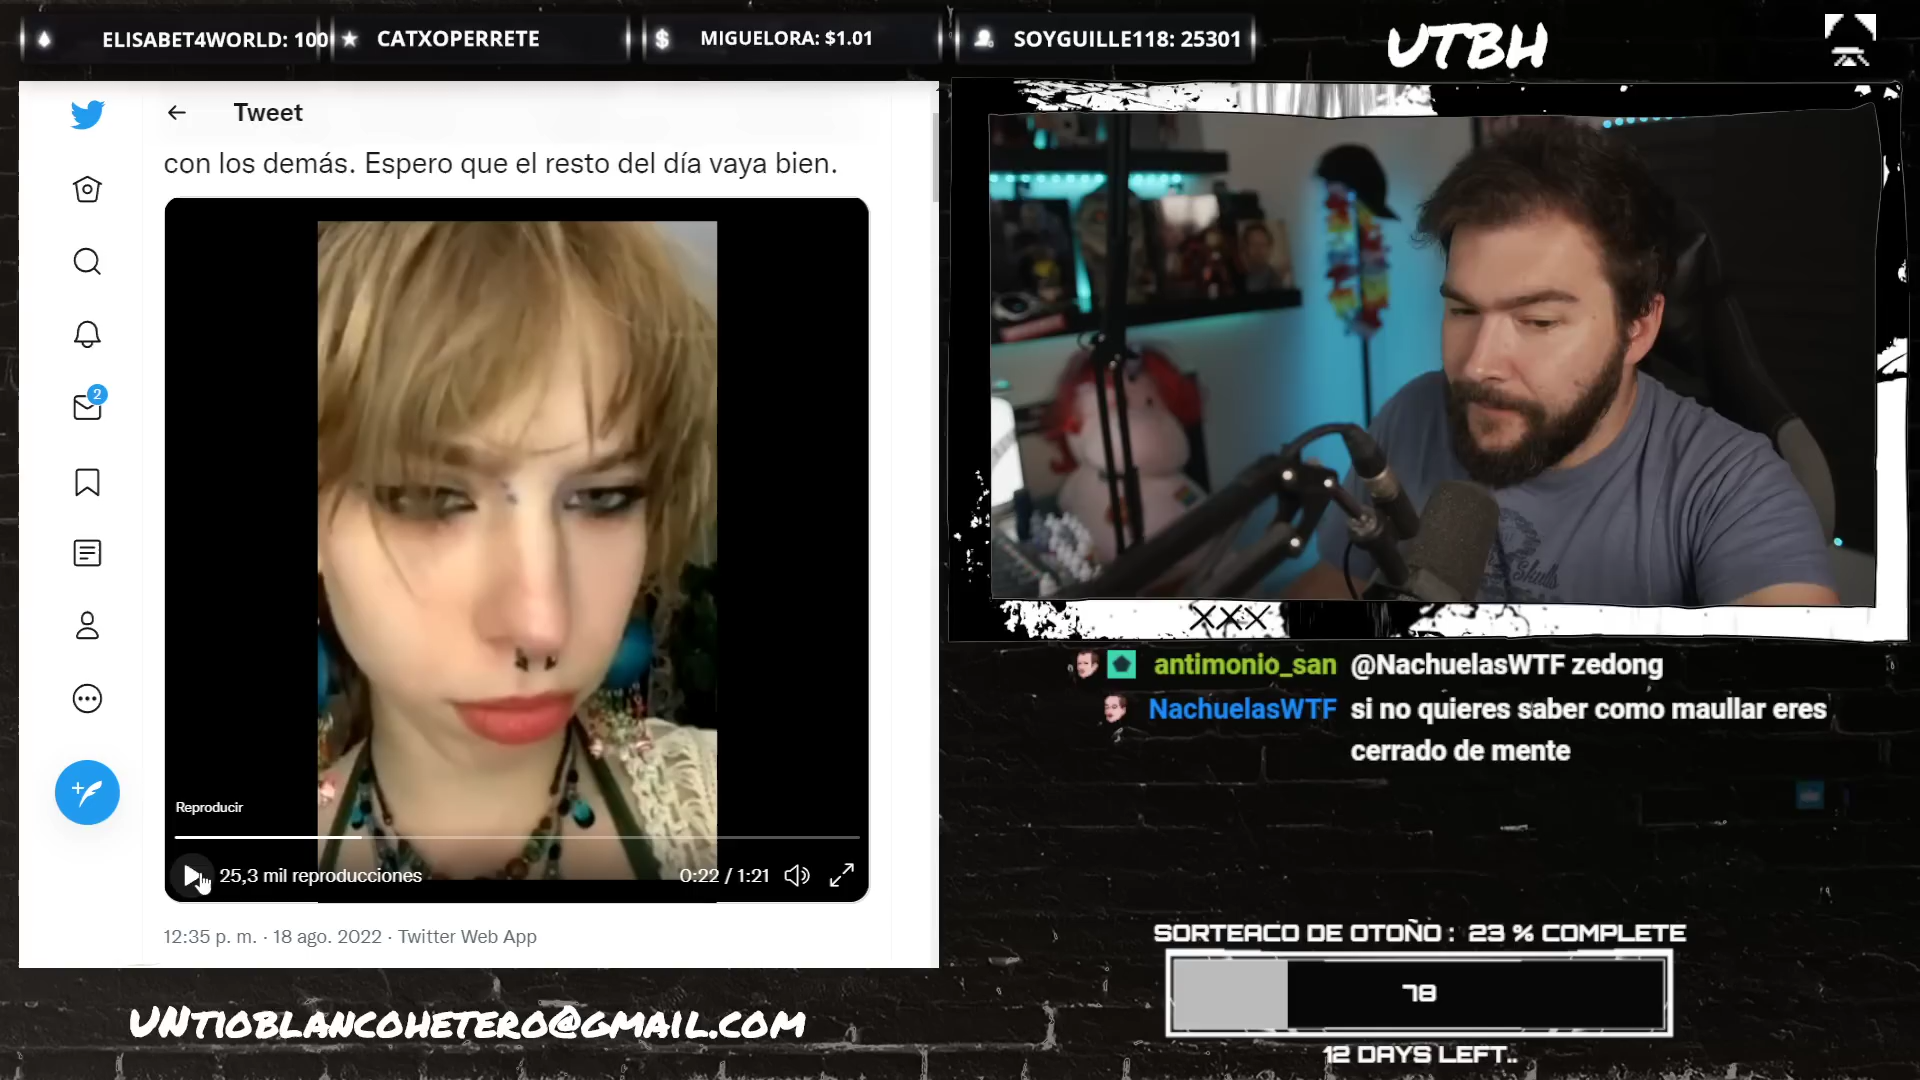 ELISABET4WORLD: 100
CATXOPERRETE
MIGUELORA: $1.01
SOYGUILLE118: 25301
UTBH
Tweet
con los demás. Espero que el resto del día vaya bien.
2
Reproducir
25,3 mil reproducciones
0:22 / 1:21
12:35 p. m. · 18 ago. 2022 · Twitter Web App
XXX
antimonio_san @NachuelasWTF zedong
NachuelasWTF si no quieres saber como maullar eres
cerrado de mente
SORTEACO DE OTOÑO : 23 % COMPLETE
78
12 DAYS LEFT..
UNTIOBLANCOHETERO@GMAIL.COM